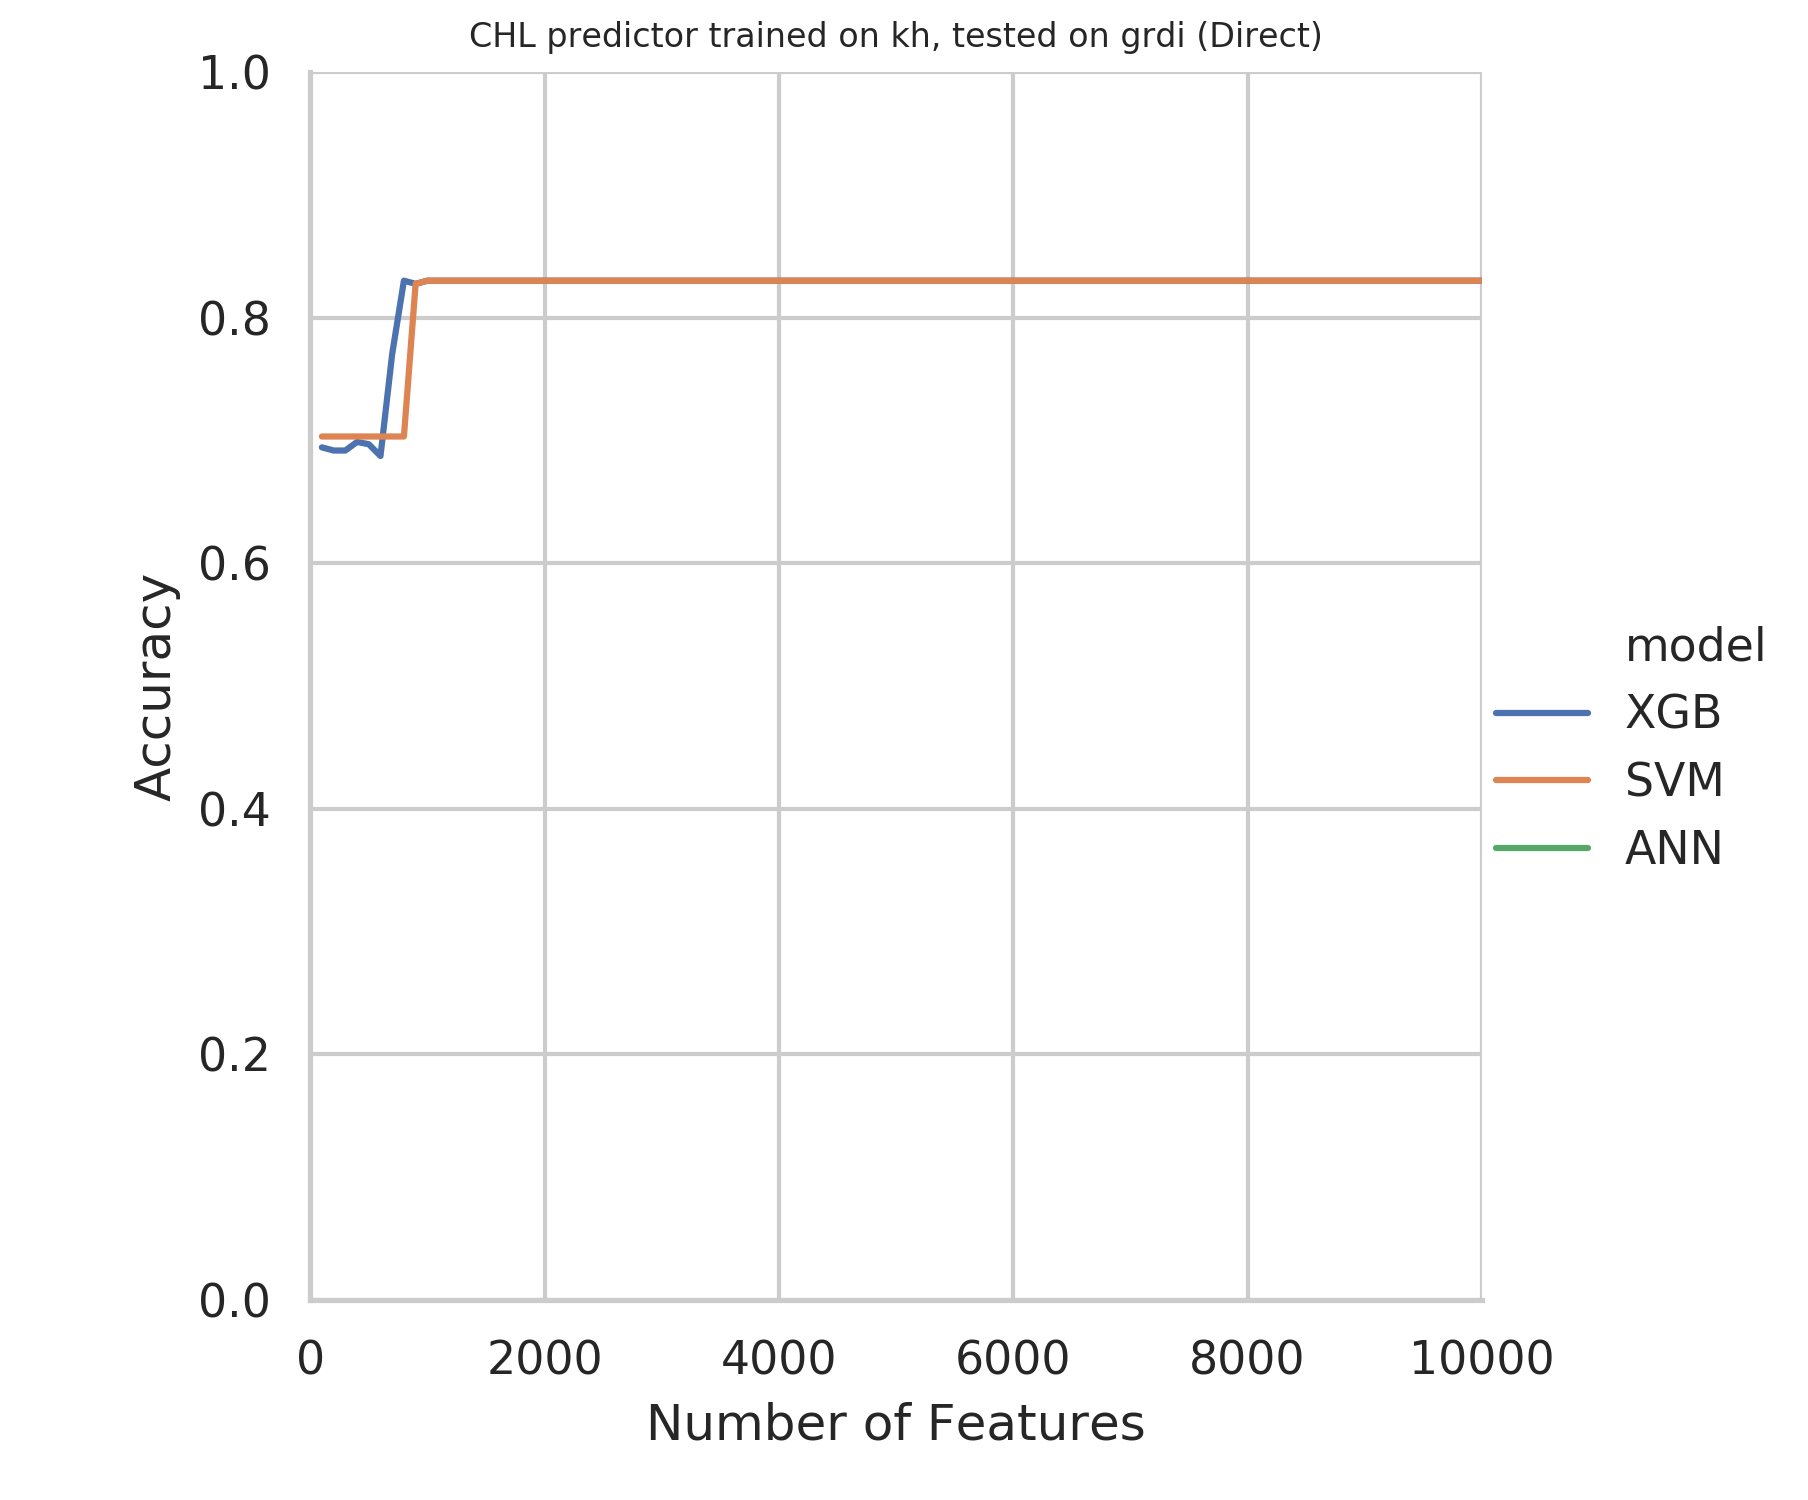 CHL predictor trained on kh, tested on grdi (Direct)
1.0
0.8
0.6
0.4
0.2
0.0
Accuracy
0 2000 4000 6000 8000 10000
Number of Features
model
XGB
SVM
ANN